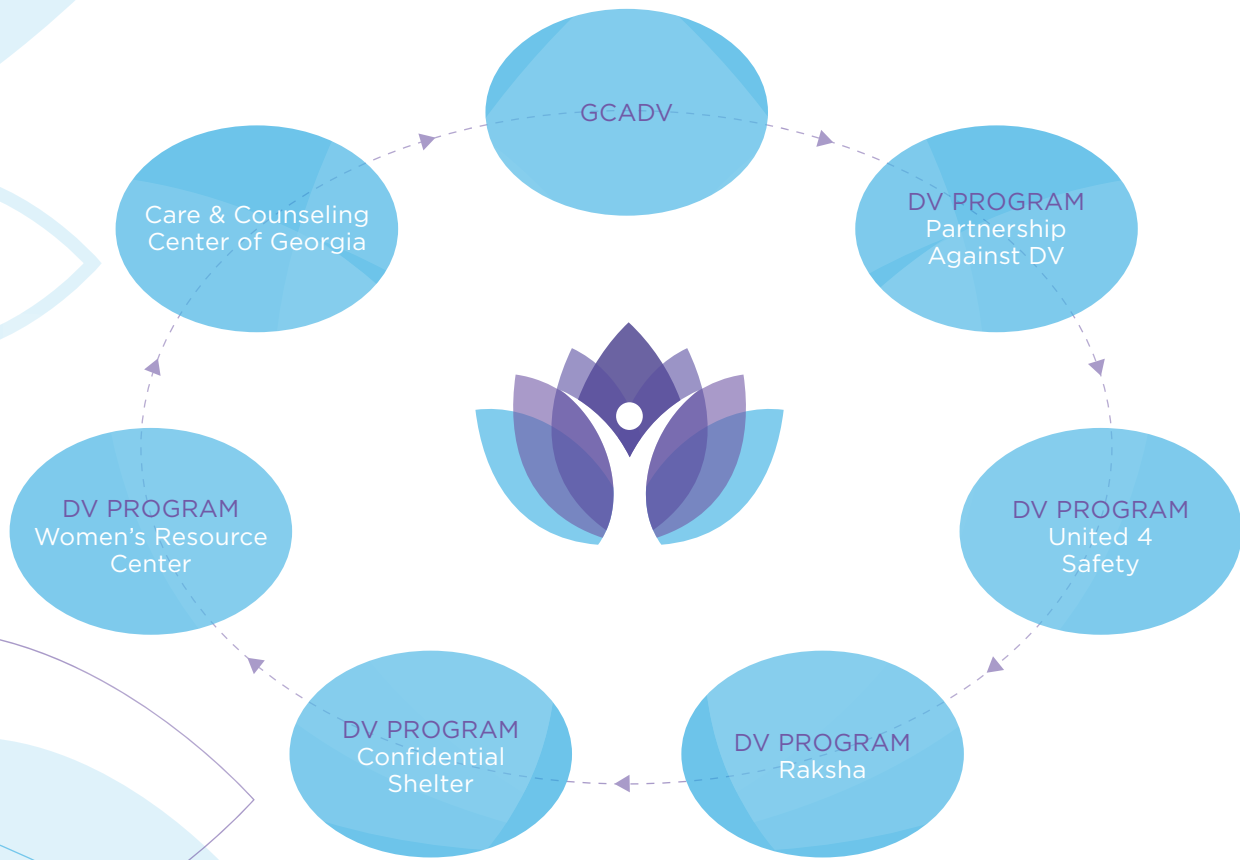 GCADV
DV PROGRAM
Partnership
Against DV
DV PROGRAM
United 4
Safety
DV PROGRAM
Raksha
DV PROGRAM
Confidential
Shelter
DV PROGRAM
Women’s Resource
Center
Care & Counseling
Center of Georgia